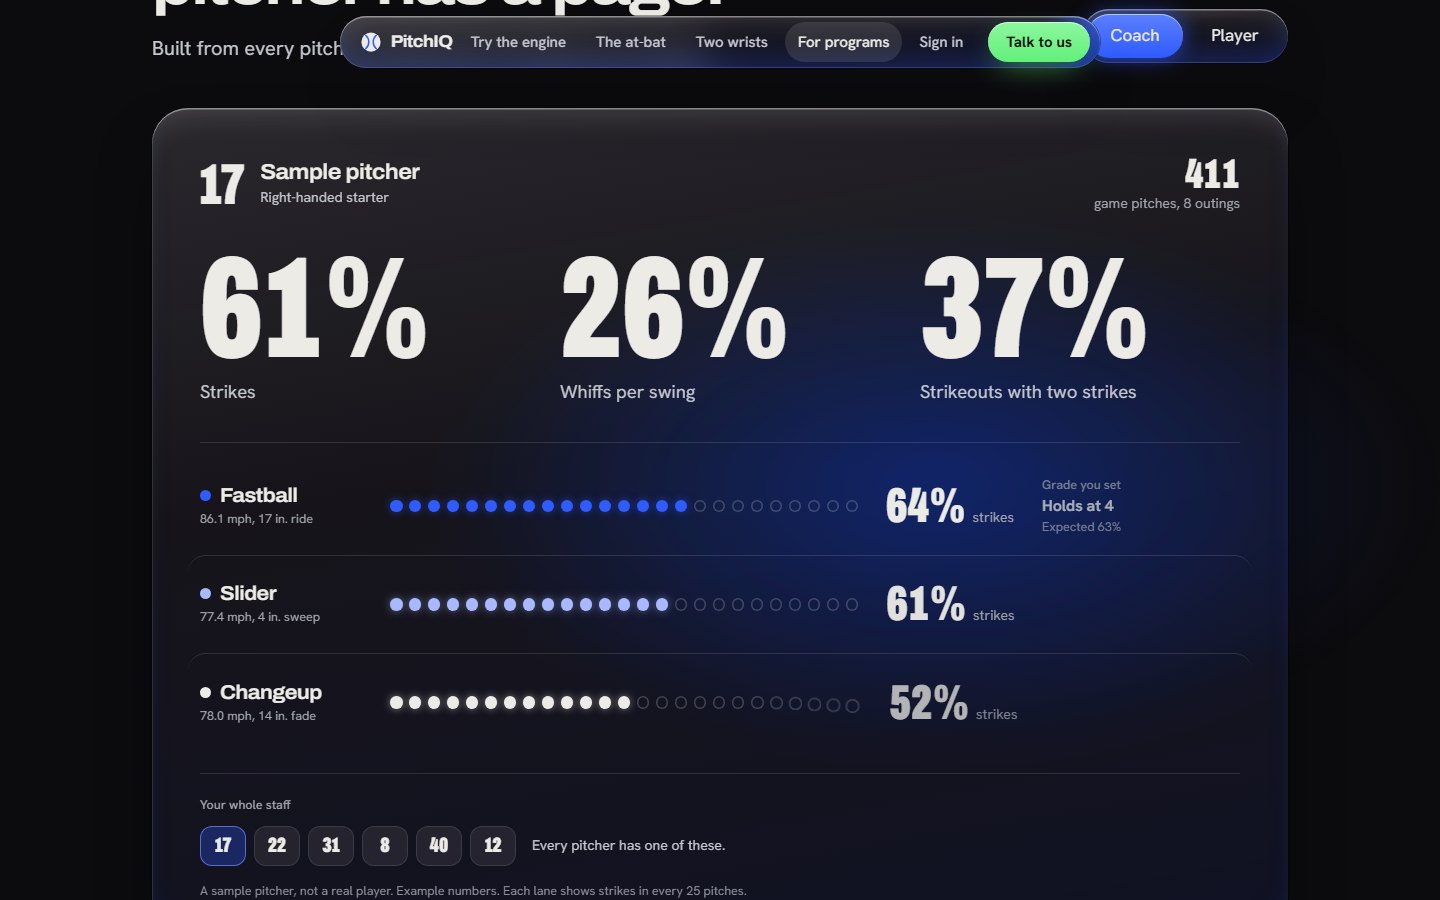 pitcher has a page.
Built from every pitch
PitchIQ
Try the engine
The at-bat
Two wrists
For programs
Sign in
Talk to us
Coach
Player
17
Sample pitcher
Right-handed starter
411
game pitches, 8 outings
61%
Strikes
26%
Whiffs per swing
37%
Strikeouts with two strikes
Fastball
86.1 mph, 17 in. ride
64% strikes
Grade you set
Holds at 4
Expected 63%
Slider
77.4 mph, 4 in. sweep
61% strikes
Changeup
78.0 mph, 14 in. fade
52% strikes
Your whole staff
17 22 31 8 40 12 Every pitcher has one of these.
A sample pitcher, not a real player. Example numbers. Each lane shows strikes in every 25 pitches.